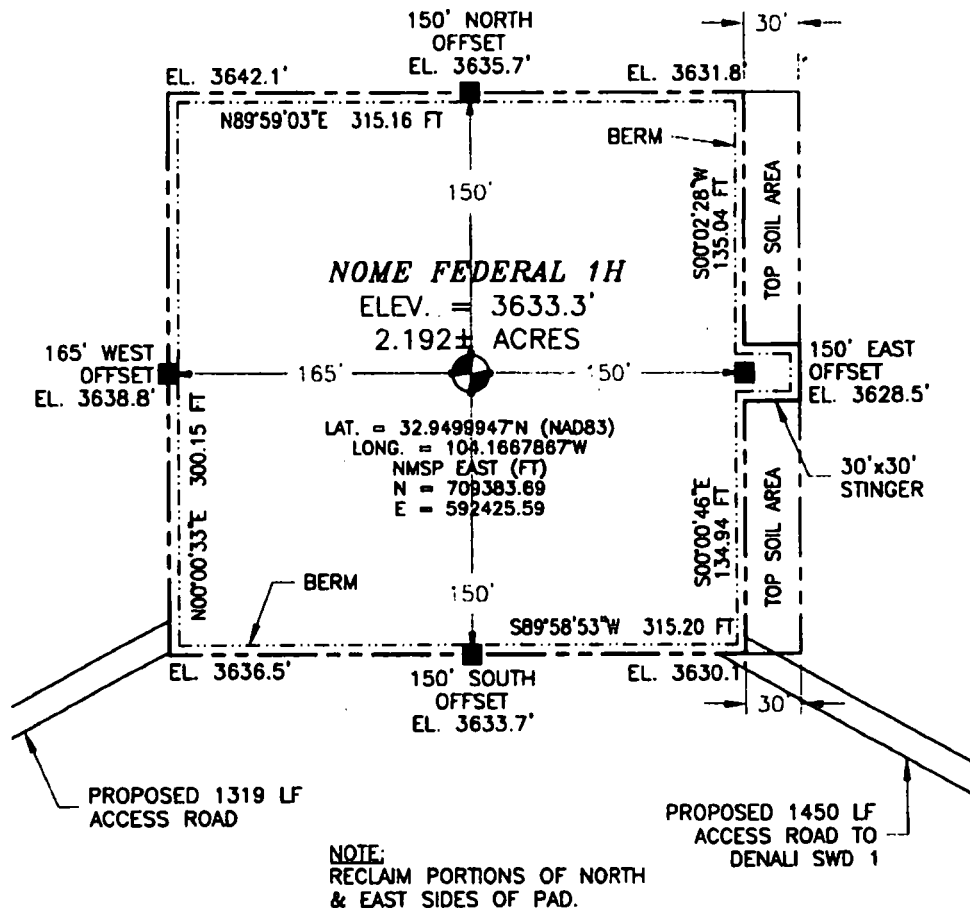 150' NORTH
OFFSET
EL. 3635.7'
30'
EL. 3642.1'
EL. 3631.8'
N89°59'03"E 315.16 FT
BERM
150'
S00°02'28"W
135.04 FT
TOP SOIL AREA
NOME FEDERAL 1H
ELEV. = 3633.3'
2.192± ACRES
165' WEST
OFFSET
EL. 3638.8'
165'
150'
150' EAST
OFFSET
EL. 3628.5'
LAT. = 32.9499947°N (NAD83)
LONG. = 104.1667867°W
NMSP EAST (FT)
N = 709383.69
E = 592425.59
30'x30'
STINGER
N00°00'33"E 300.15 FT
S00°00'46"E
134.94 FT
TOP SOIL AREA
BERM
150'
S89°58'53"W 315.20 FT
EL. 3636.5'
150' SOUTH
OFFSET
EL. 3633.7'
EL. 3630.1
30'
PROPOSED 1319 LF
ACCESS ROAD
PROPOSED 1450 LF
ACCESS ROAD TO
DENALI SWD 1
NOTE:
RECLAIM PORTIONS OF NORTH
& EAST SIDES OF PAD.